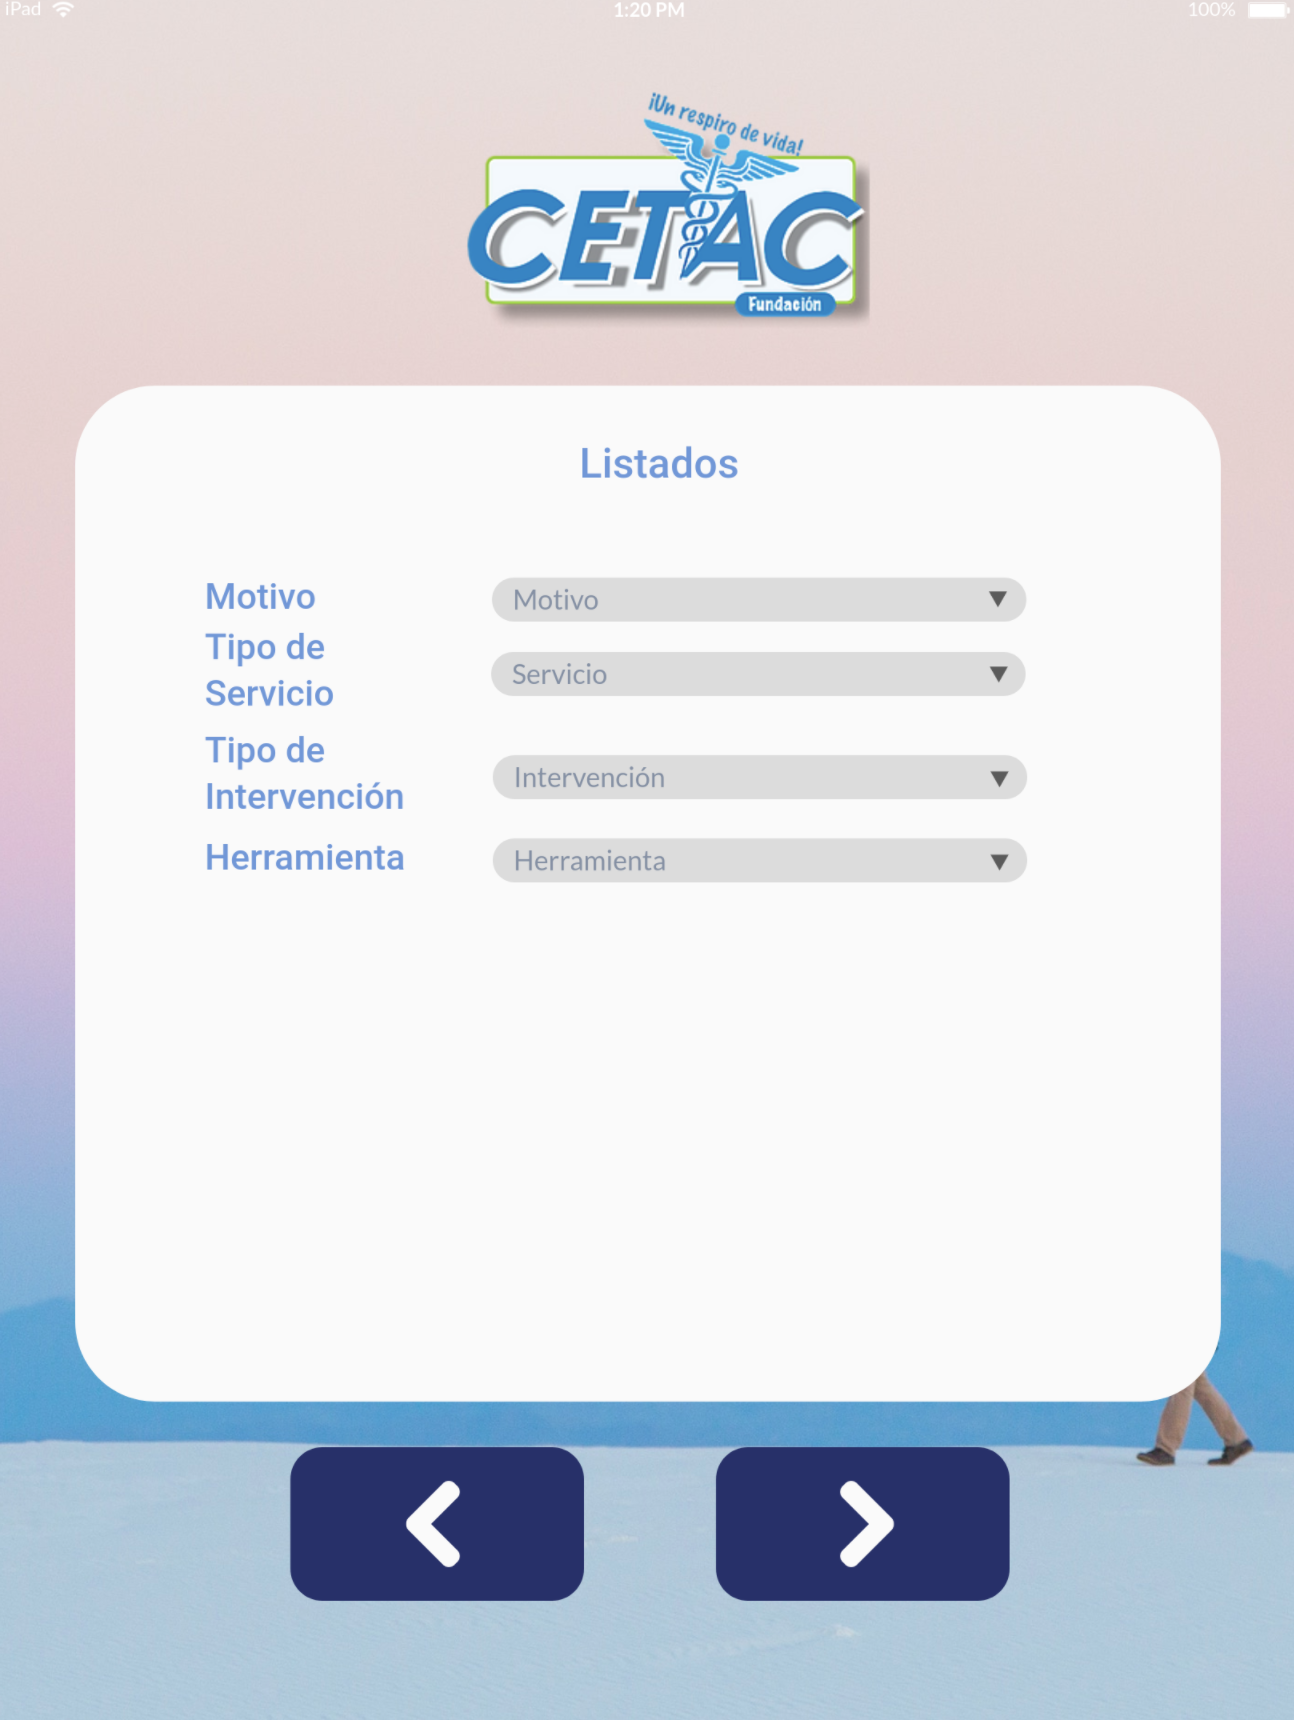 iPad
1:20 PM
100%
¡Un respiro de vida!
CETAC
Fundación
Listados
Motivo
Motivo
Tipo de
Servicio
Servicio
Tipo de
Intervención
Intervención
Herramienta
Herramienta